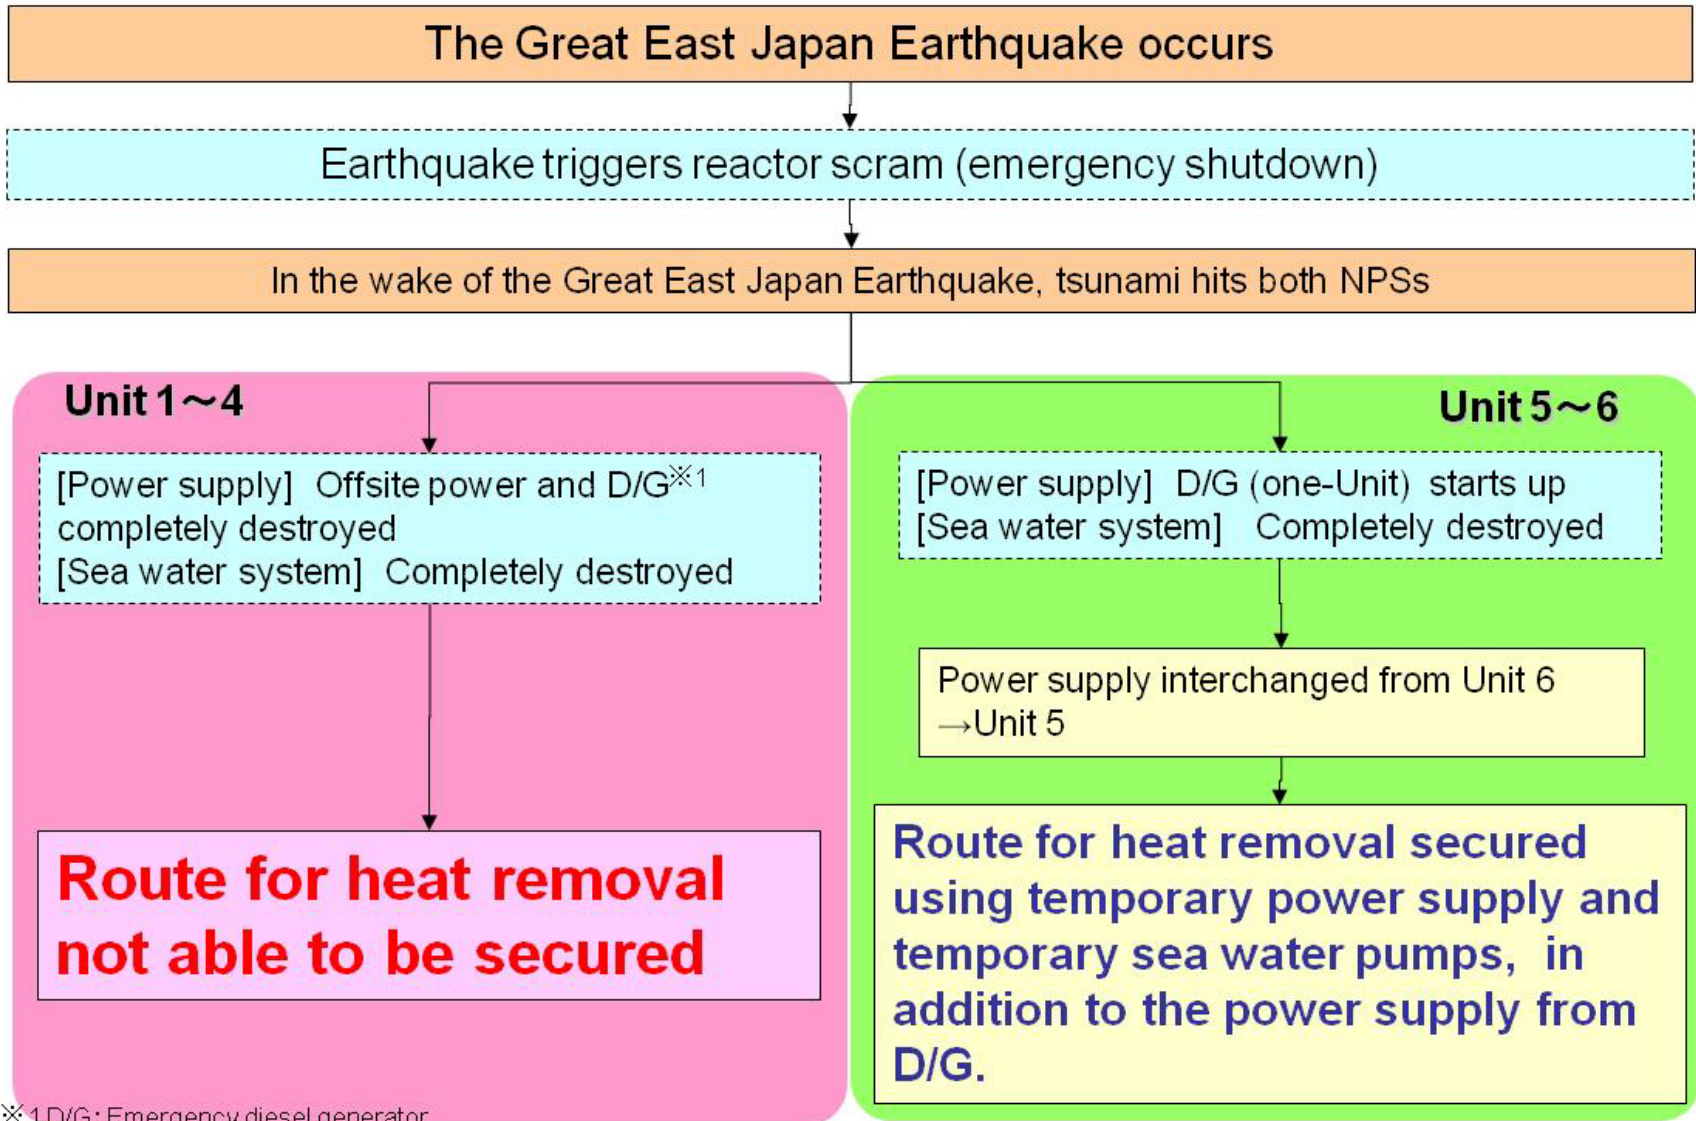 The Great East Japan Earthquake occurs
Earthquake triggers reactor scram (emergency shutdown)
In the wake of the Great East Japan Earthquake, tsunami hits both NPSs
Unit 1～4
[Power supply] Offsite power and D/G※1
completely destroyed
[Sea water system] Completely destroyed
Route for heat removal
not able to be secured
Unit 5～6
[Power supply] D/G (one-Unit) starts up
[Sea water system] Completely destroyed
Power supply interchanged from Unit 6
→Unit 5
Route for heat removal secured
using temporary power supply and
temporary sea water pumps, in
addition to the power supply from
D/G.
※1 D/G: Emergency diesel generator